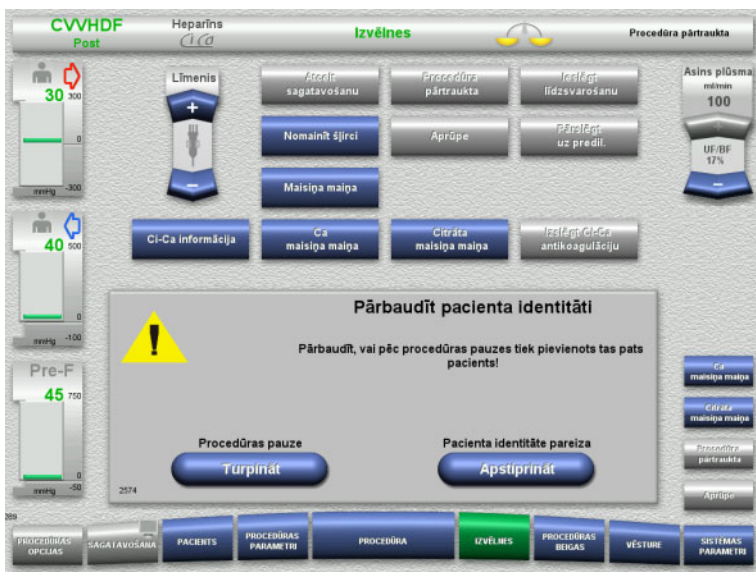 CVVHDF
Post
Heparīns
Ci Ca
Izvēlnes
Procedūra pārtraukta
30
300
0
mmHg -300
Līmenis
+
−
Atcelt
sagatavošanu
Procedūra
pārtraukta
Ieslēgt
līdzsvarošanu
Nomainīt šļirci
Aprūpe
Pārslēgt
uz predil.
Maisiņa maiņa
Ci-Ca informācija
Ca
maisiņa maiņa
Citrāta
maisiņa maiņa
Izslēgt Ci-Ca
antikoagulāciju
Asins plūsma
ml/min
100
+
UF/BF
17%
−
40
500
0
mmHg -100
Pre-F
45
750
0
mmHg -50
Pārbaudīt pacienta identitāti
!
Pārbaudīt, vai pēc procedūras pauzes tiek pievienots tas pats
pacients!
Procedūras pauze
Turpināt
Pacienta identitāte pareiza
Apstiprināt
2574
Ca
maisiņa maiņa
Citrāta
maisiņa maiņa
Procedūra
pārtraukta
Aprūpe
289
PROCEDŪRAS
OPCIJAS
SAGATAVOŠANA
PACIENTS
PROCEDŪRAS
PARAMETRI
PROCEDŪRA
IZVĒLNES
PROCEDŪRAS
BEIGAS
VĒSTURE
SISTĒMAS
PARAMETRI